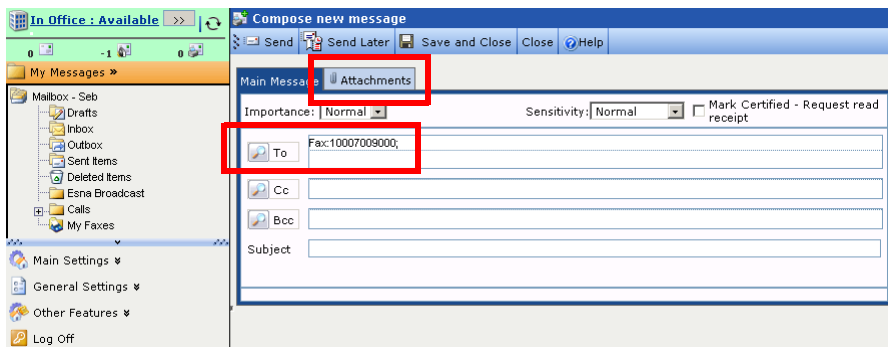 In Office : Available >>
0 -1 0
My Messages »
Mailbox - Seb
Drafts
Inbox
Outbox
Sent Items
Deleted Items
Esna Broadcast
Calls
My Faxes
Main Settings
General Settings
Other Features
Log Off
Compose new message
Send Send Later Save and Close Close Help
Main Message Attachments
Importance: Normal Sensitivity: Normal Mark Certified - Request read
receipt
To Fax:10007009000;
Cc
Bcc
Subject